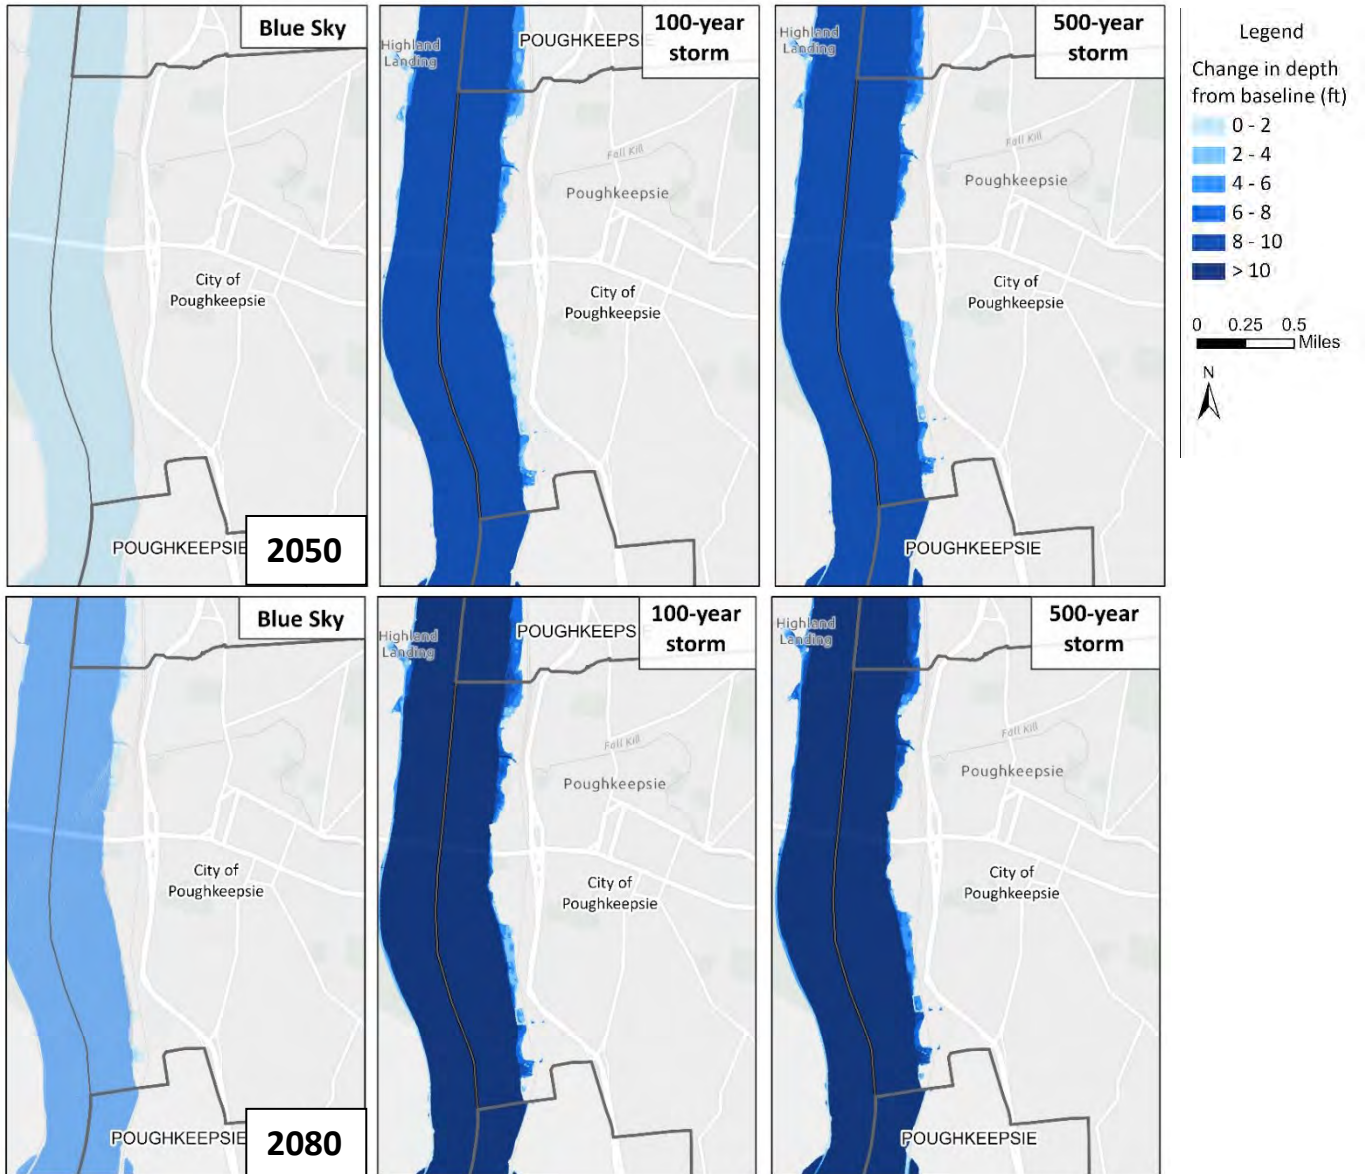 Blue Sky
City of
Poughkeepsie
POUGHKEEPSIE
2050
100-year
storm
Highland
Landing
POUGHKEEPSI
Fall Kill
Poughkeepsie
City of
Poughkeepsie
500-year
storm
Highland
Landing
Fall Kill
Poughkeepsie
City of
Poughkeepsie
POUGHKEEPSIE
Legend
Change in depth
from baseline (ft)
0 - 2
2 - 4
4 - 6
6 - 8
8 - 10
> 10
0 0.25 0.5
Miles
N
Blue Sky
City of
Poughkeepsie
POUGHKEEPSIE
2080
100-year
storm
Highland
Landing
POUGHKEEPS
Fall Kill
Poughkeepsie
City of
Poughkeepsie
500-year
storm
Highland
Landing
Fall Kill
Poughkeepsie
City of
Poughkeepsie
POUGHKEEPSIE